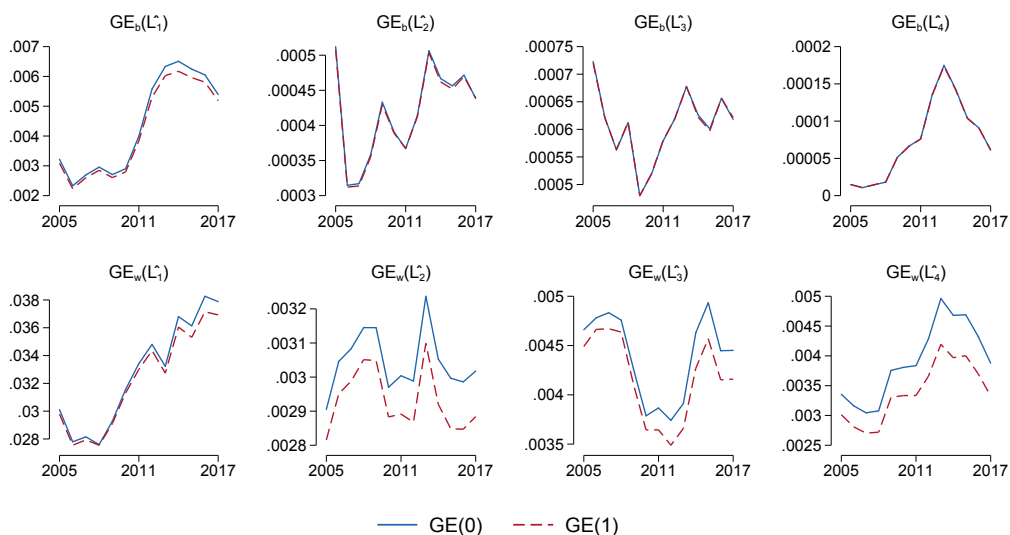 GE_b(L̂_1) GE_b(L̂_2) GE_b(L̂_3) GE_b(L̂_4)
.007 .0005 .00075 .0002
.006 .00045 .0007 .00015
.005 .0004 .00065 .0001
.004 .00035 .0006 .00005
.003 .0003 .00055 0
.002 .0005
2005 2011 2017 2005 2011 2017 2005 2011 2017 2005 2011 2017
GE_w(L̂_1) GE_w(L̂_2) GE_w(L̂_3) GE_w(L̂_4)
.038 .0032 .005 .005
.036 .0031 .0045 .0045
.034 .003 .004 .004
.032 .0029 .0035 .0035
.03 .0028 .003
.028 .0025
2005 2011 2017 2005 2011 2017 2005 2011 2017 2005 2011 2017
GE(0) GE(1)